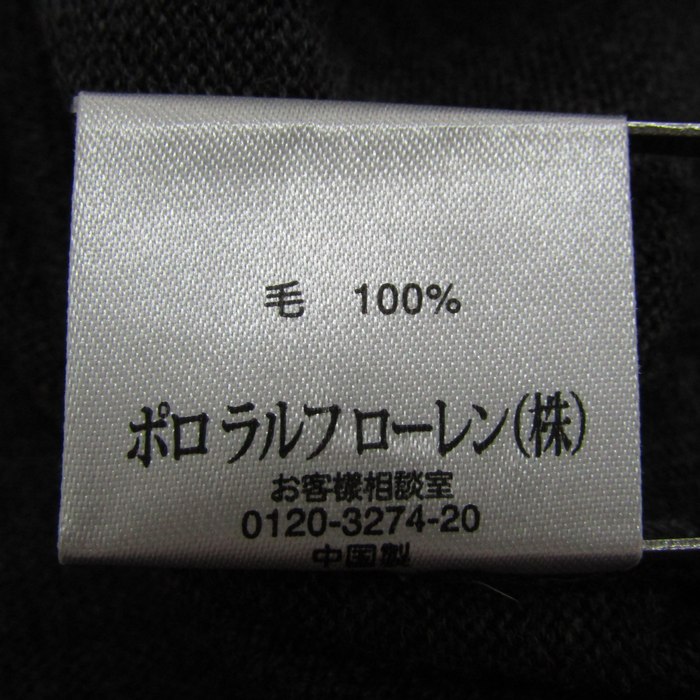 毛 100%
ポロ ラルフ ローレン(株)
お客様相談室
0120-3274-20
中国製